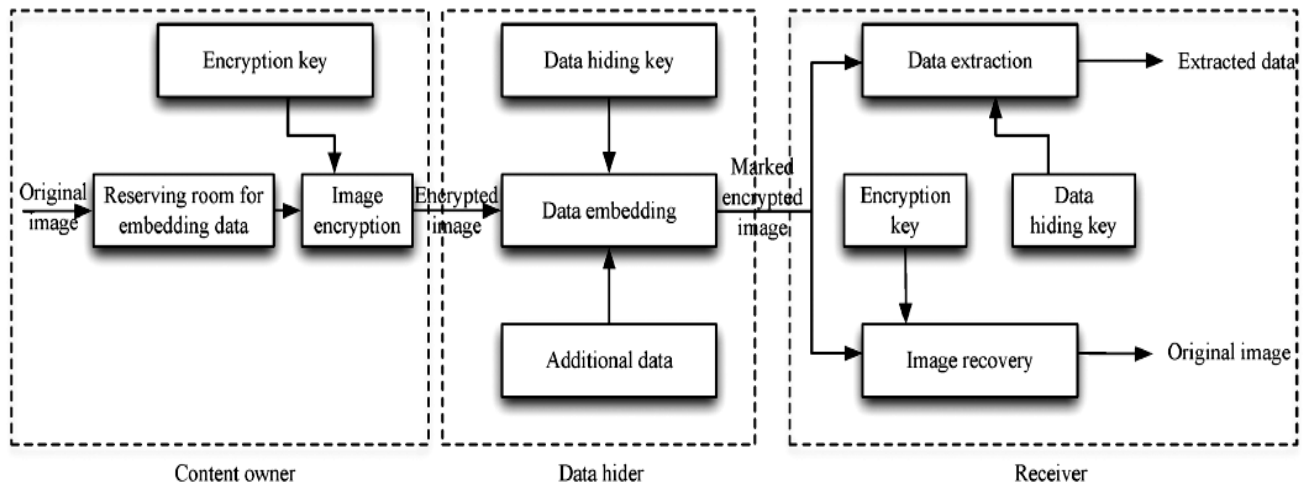 Encryption key
Original
image
Reserving room for
embedding data
Image
encryption
Encrypted
image
Content owner
Data hiding key
Data embedding
Additional data
Marked
encrypted
image
Data hider
Data extraction
Extracted data
Encryption
key
Data
hiding key
Image recovery
Original image
Receiver